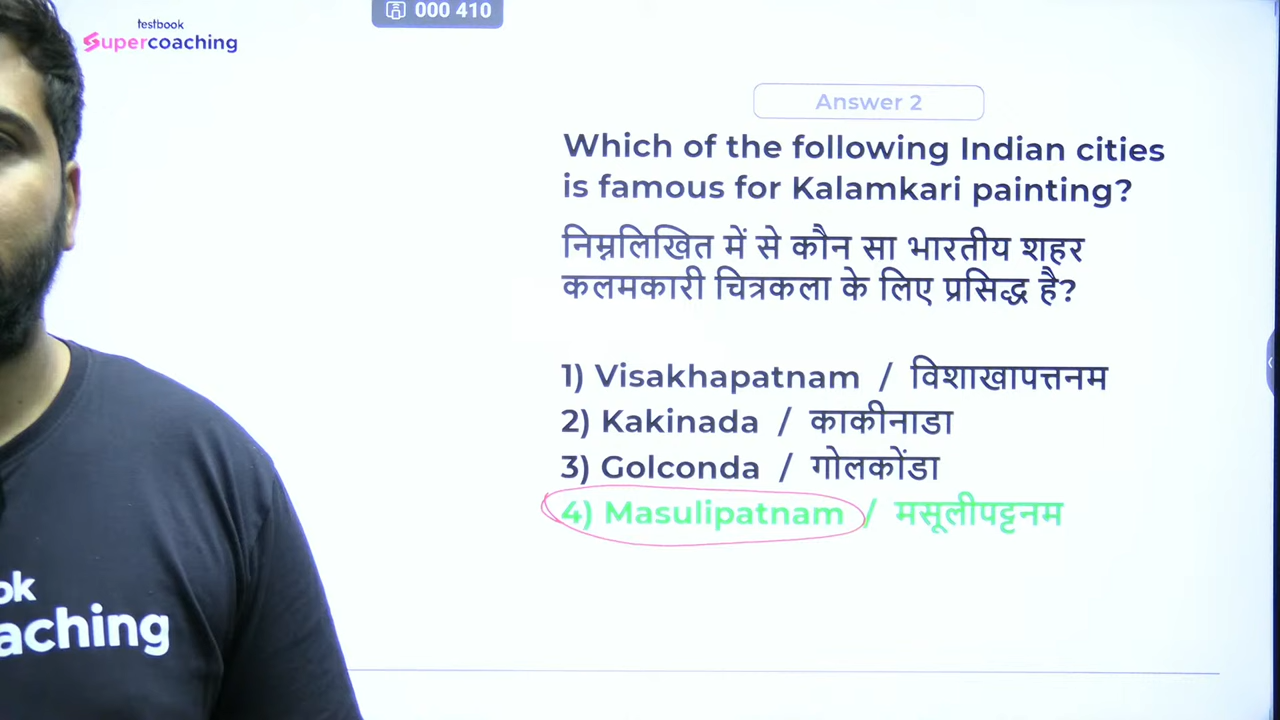 testbook
Supercoaching
000 410
Answer 2
Which of the following Indian cities
is famous for Kalamkari painting?
निम्नलिखित में से कौन सा भारतीय शहर
कलमकारी चित्रकला के लिए प्रसिद्ध है?
1) Visakhapatnam / विशाखापत्तनम
2) Kakinada / काकीनाडा
3) Golconda / गोलकोंडा
4) Masulipatnam / मसूलीपट्टनम
ok
aching